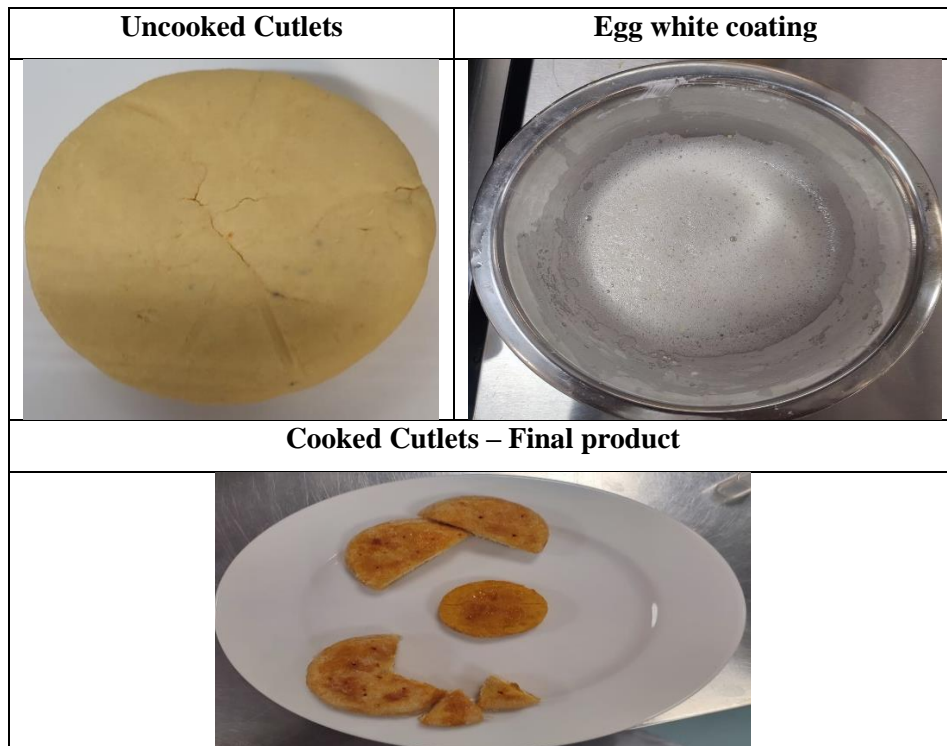 Uncooked Cutlets
Egg white coating
Cooked Cutlets – Final product